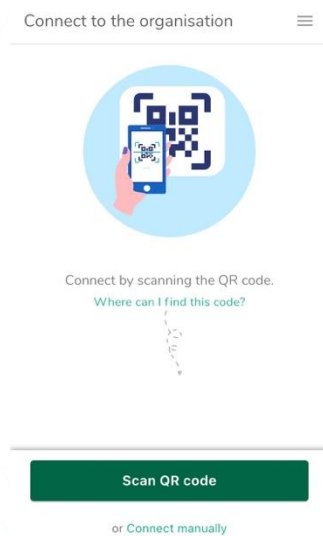 Connect to the organisation
Connect by scanning the QR code.
Where can I find this code?
Scan QR code
or Connect manually